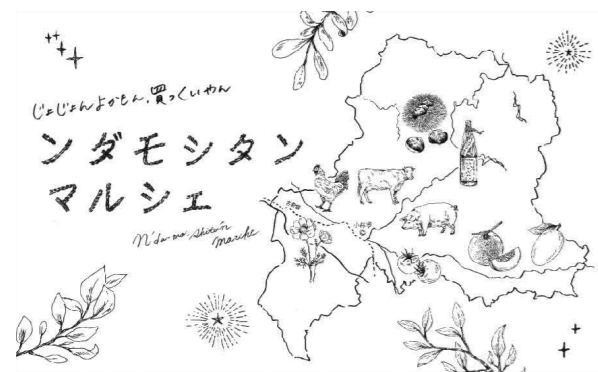 じょじょんよかもん、買っくいやん
ンダモシタン
マルシェ
n'da-mo shita'n
marche